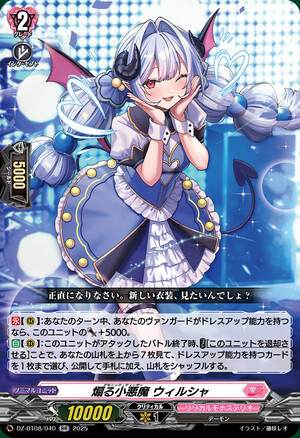 2
グレード
インターセプト
5000
シールド
正直になりなさい。新しい衣装、見たいんでしょ？
【永】【R】：あなたのターン中、あなたのヴァンガードがドレスアップ能力を持つ
なら、このユニットの+5000。
【自】【R】：このユニットがアタックしたバトル終了時、【コスト】【このユニットを退却させる】
ことで、あなたの山札を上から7枚見て、ドレスアップ能力を持つカード
を1枚まで選び、公開して手札に加え、山札をシャッフルする。
ノーマルユニット
煽る小悪魔 ウィルシャ
パワー
10000
クリティカル
1
リリカルモナステリオ
デーモン
DZ-BT08/040 RR 2025
イラスト/藤咲レオ